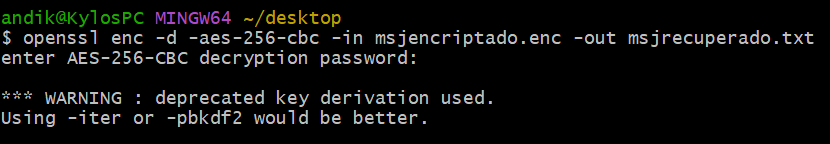 andik@KylosPC MINGW64 ~/desktop
$ openssl enc -d -aes-256-cbc -in msjencriptado.enc -out msjrecuperado.txt
enter AES-256-CBC decryption password:
*** WARNING : deprecated key derivation used.
Using -iter or -pbkdf2 would be better.